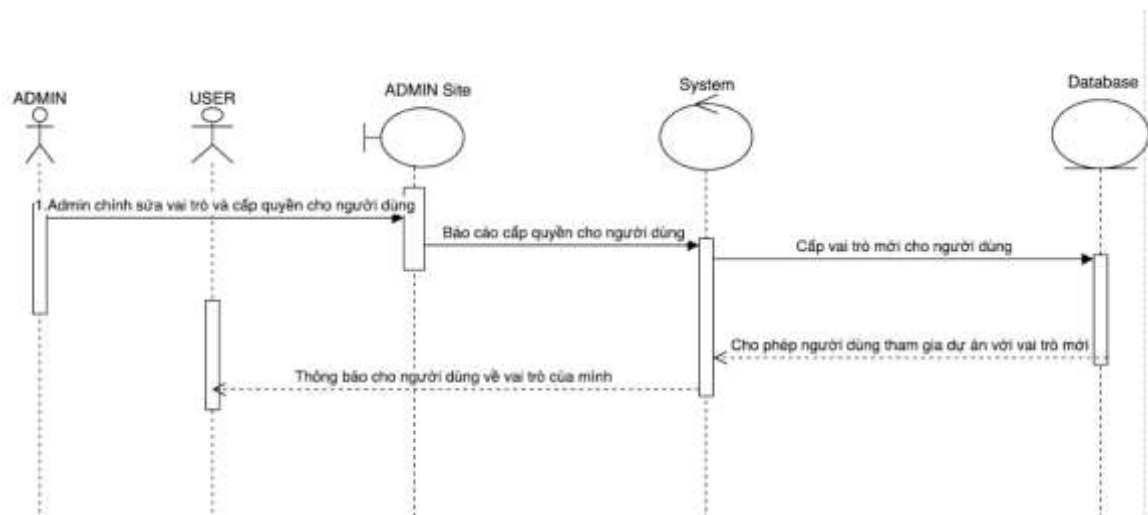 ADMIN
USER
ADMIN Site
System
Database
1.Admin chỉnh sửa vai trò và cấp quyền cho người dùng
Báo cáo cấp quyền cho người dùng
Cấp vai trò mới cho người dùng
Cho phép người dùng tham gia dự án với vai trò mới
Thông báo cho người dùng về vai trò của mình